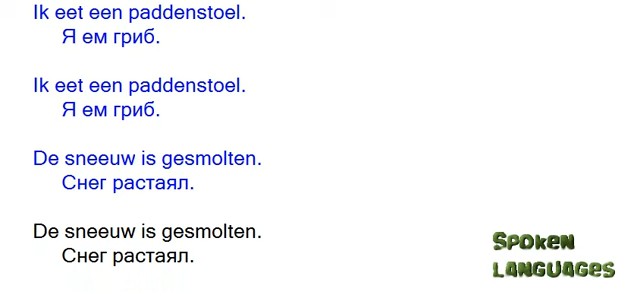 Ik eet een paddenstoel.
Я ем гриб.
Ik eet een paddenstoel.
Я ем гриб.
De sneeuw is gesmolten.
Снег растаял.
De sneeuw is gesmolten.
Снег растаял.
SPOKEN
LANGUAGES